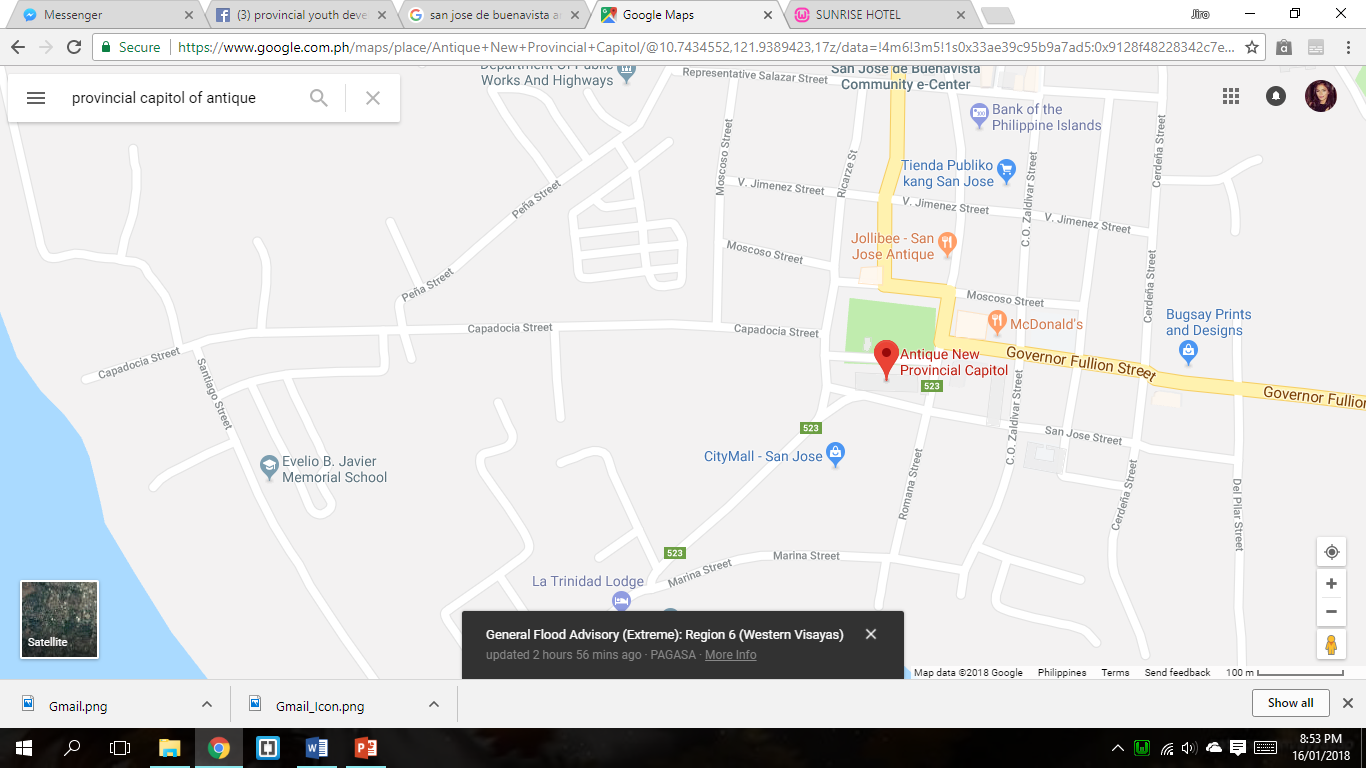 Messenger
(3) provincial youth deve
san jose de buenavista a
Google Maps
SUNRISE HOTEL
Jiro
Secure
https://www.google.com.ph/maps/place/Antique+New+Provincial+Capitol/@10.7434552,121.9389423,17z/data=!4m6!3m5!1s0x33ae39c95b9a7ad5:0x9128f48228342c7e...
provincial capitol of antique
Department Of Public
Works And Highways
Representative Salazar Street
San Jose de Buenavista
Community e-Center
Bank of the
Philippine Islands
Cerdeña Street
Moscoso Street
Ricarze St
Tienda Publiko
kang San Jose
C.O. Zaldivar Street
V. Jimenez Street
V. Jimenez Street
V. Jimenez Street
Peña Street
Jollibee - San
Jose Antique
Moscoso Street
Peña Street
Moscoso Street
Cerdeña Street
McDonald's
Bugsay Prints
and Designs
Capadocia Street
Capadocia Street
Capadocia Street
Antique New
Provincial Capitol
523
Governor Fullion Street
Governor Fullion
Santiago Street
C.O. Zaldivar Street
523
San Jose Street
CityMall - San Jose
Evelio B. Javier
Memorial School
Romana Street
Cerdeña Street
Del Pilar Street
523
Marina Street
Marina Street
La Trinidad Lodge
Satellite
General Flood Advisory (Extreme): Region 6 (Western Visayas)
updated 2 hours 56 mins ago · PAGASA · More Info
Map data ©2018 Google
Philippines
Terms
Send feedback
100 m
Gmail.png
Gmail_Icon.png
Show all
8:53 PM
16/01/2018